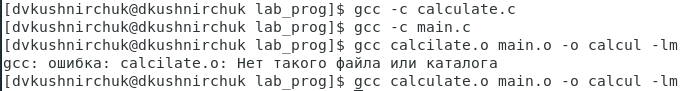 [dvkushnirchuk@dkushnirchuk lab_prog]$ gcc -c calculate.c
[dvkushnirchuk@dkushnirchuk lab_prog]$ gcc -c main.c
[dvkushnirchuk@dkushnirchuk lab_prog]$ gcc calcilate.o main.o -o calcul -lm
gcc: ошибка: calcilate.o: Нет такого файла или каталога
[dvkushnirchuk@dkushnirchuk lab_prog]$ gcc calculate.o main.o -o calcul -lm